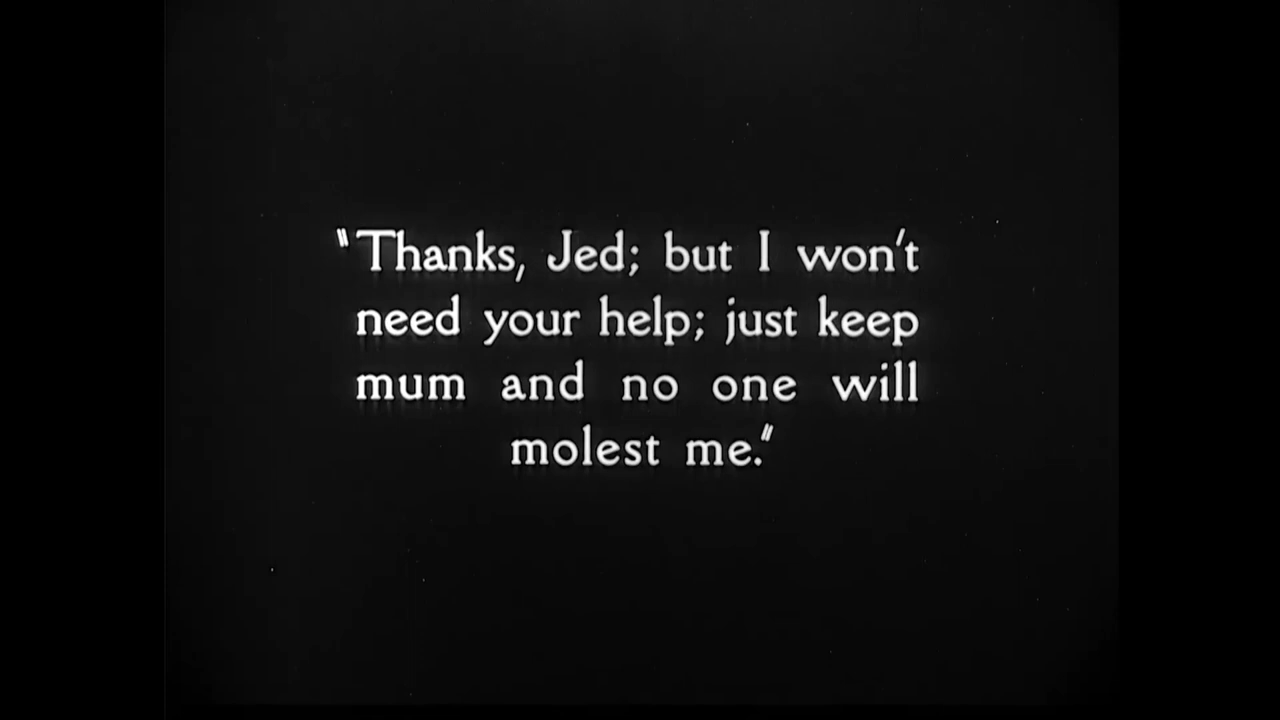 "Thanks, Jed; but I won't
need your help; just keep
mum and no one will
molest me."